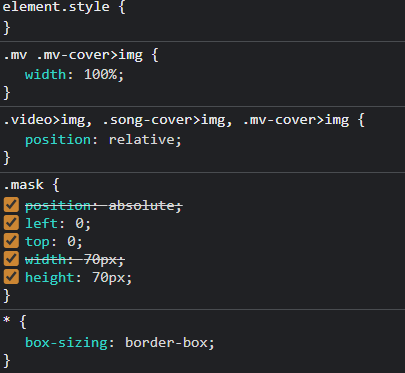 element.style {
}
.mv .mv-cover>img {
width: 100%;
}
.video>img, .song-cover>img, .mv-cover>img {
position: relative;
}
.mask {
position: absolute;
left: 0;
top: 0;
width: 70px;
height: 70px;
}
* {
box-sizing: border-box;
}